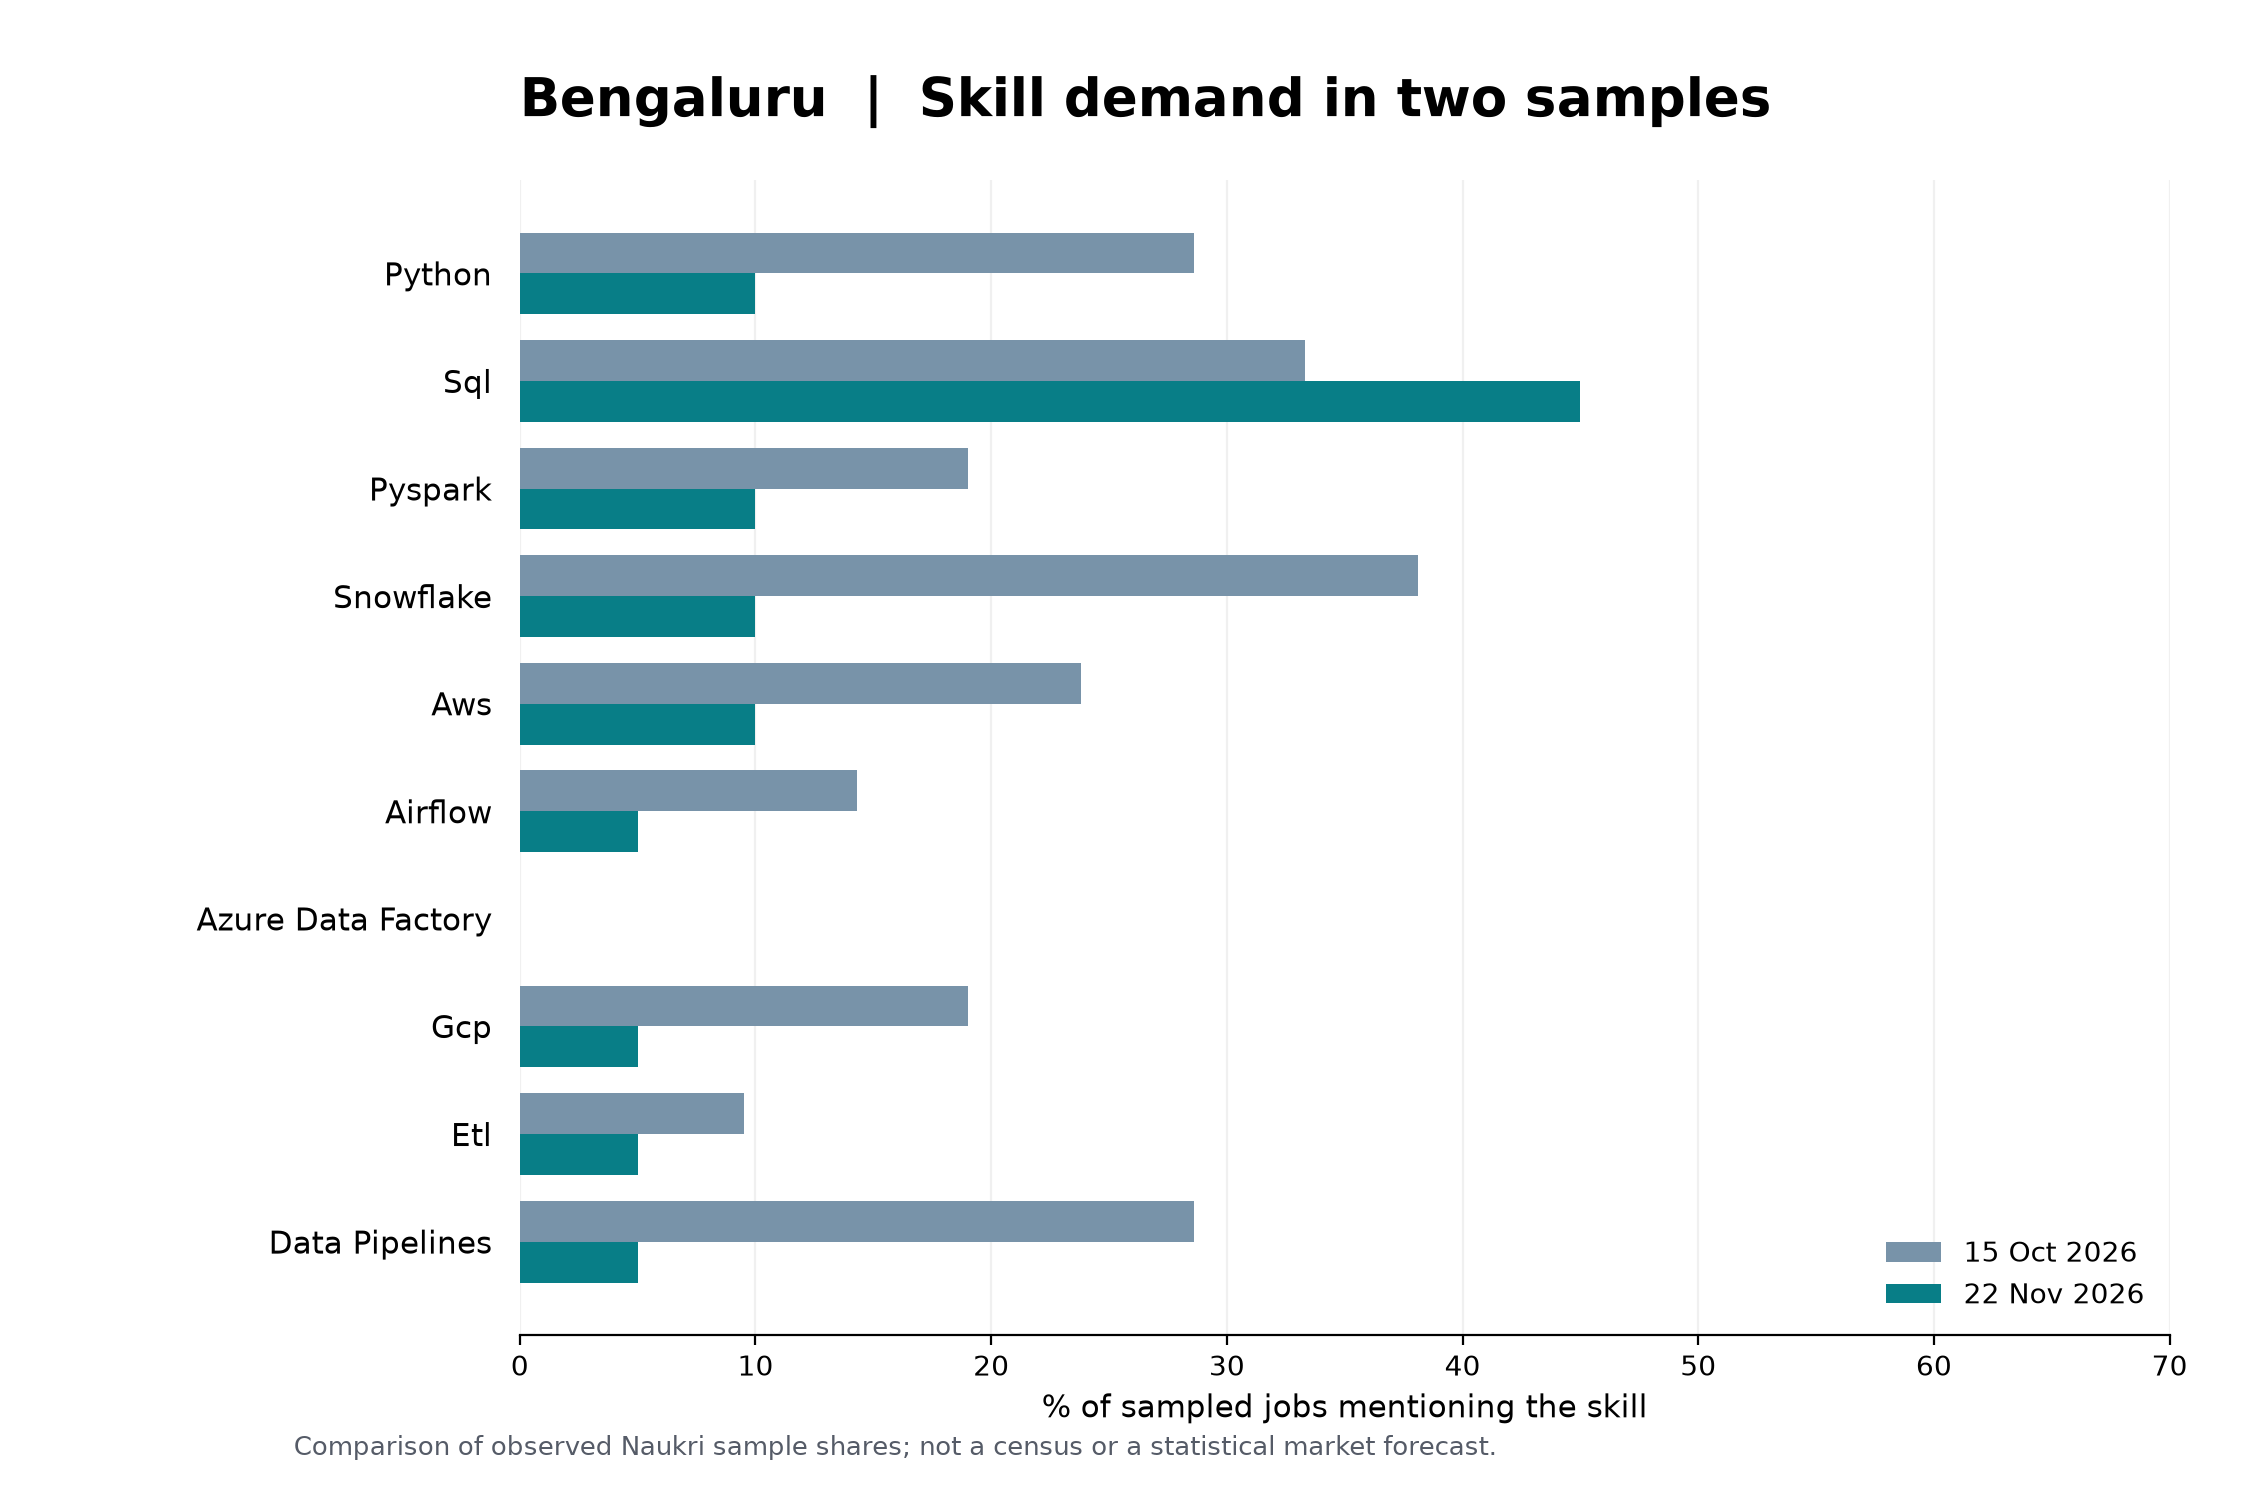 Bengaluru | Skill demand in two samples
Python
Sql
Pyspark
Snowflake
Aws
Airflow
Azure Data Factory
Gcp
Etl
Data Pipelines
15 Oct 2026
22 Nov 2026
0 10 20 30 40 50 60 70
% of sampled jobs mentioning the skill
Comparison of observed Naukri sample shares; not a census or a statistical market forecast.